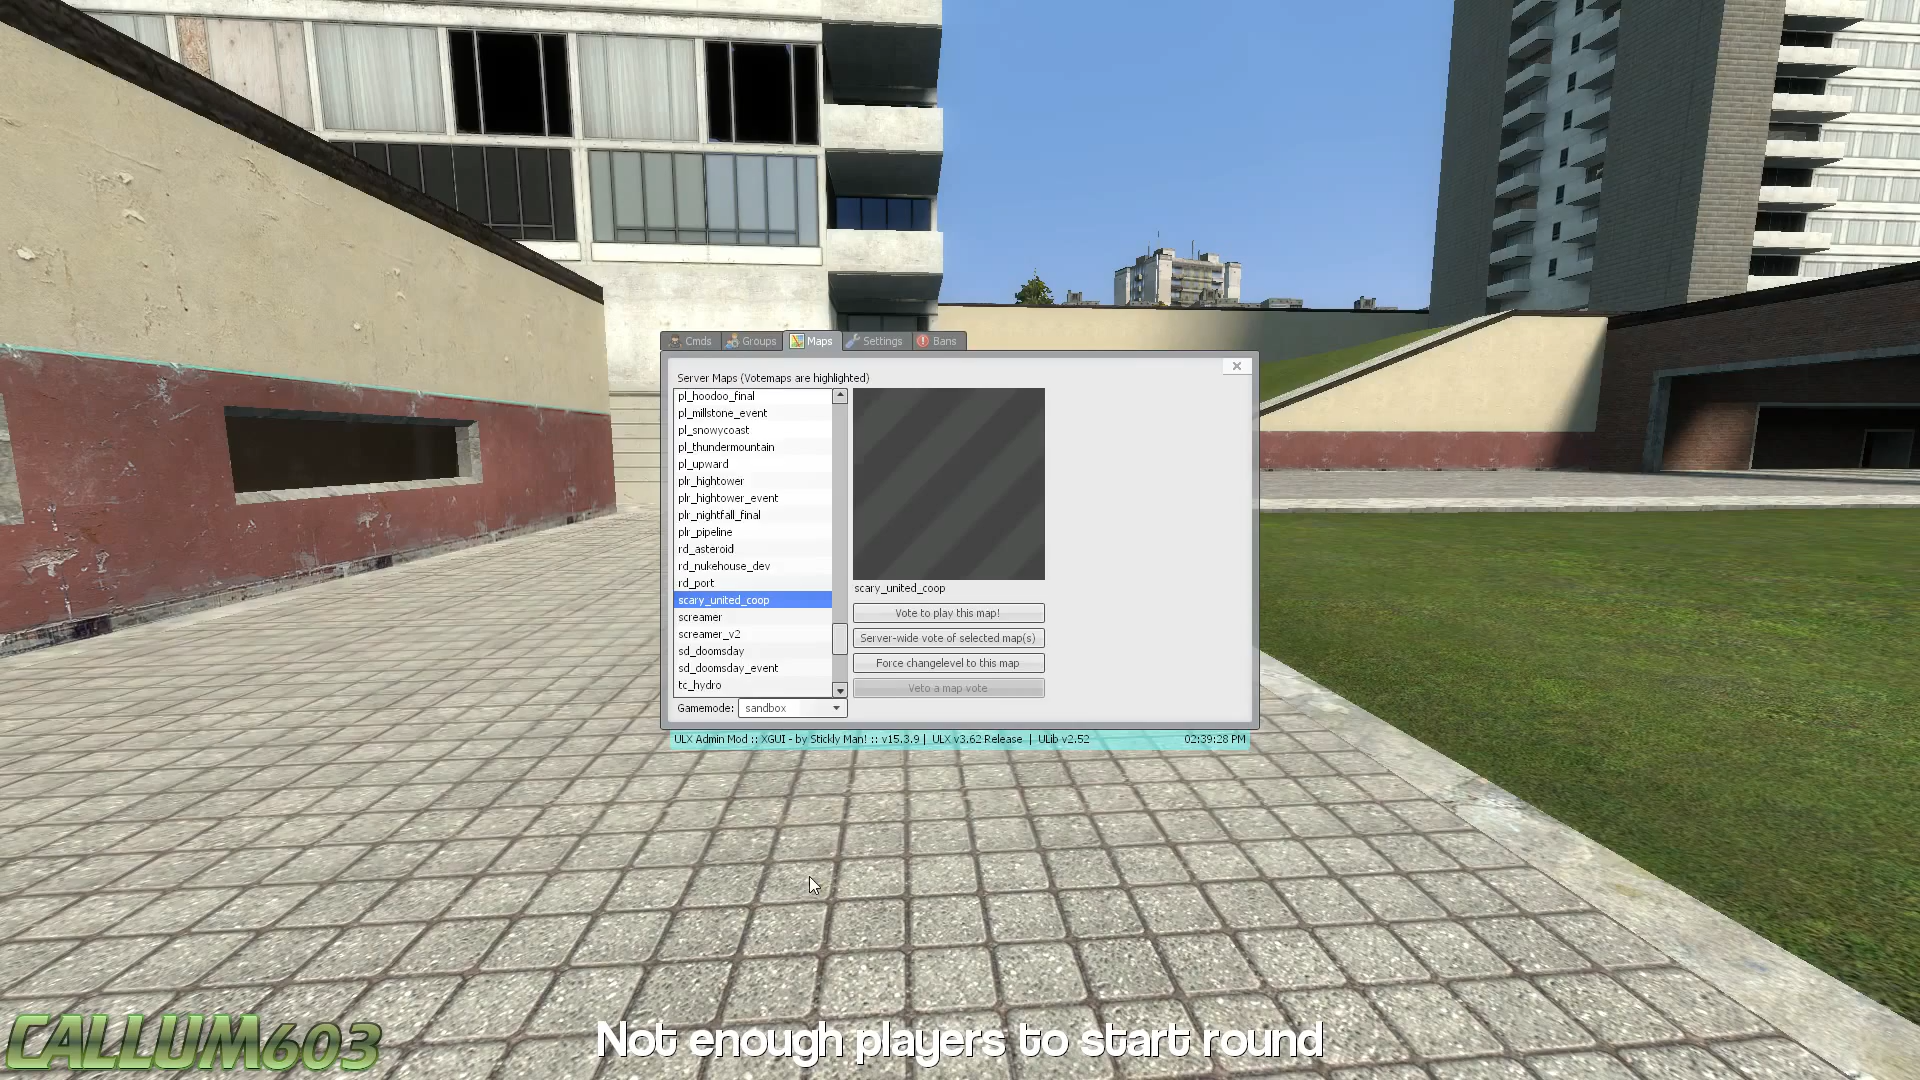 Cmds Groups Maps Settings Bans
Server Maps (Votemaps are highlighted)
pl_hoodoo_final
pl_millstone_event
pl_snowycoast
pl_thundermountain
pl_upward
plr_hightower
plr_hightower_event
plr_nightfall_final
plr_pipeline
rd_asteroid
rd_nukehouse_dev
rd_port
scary_united_coop
screamer
screamer_v2
sd_doomsday
sd_doomsday_event
tc_hydro
Gamemode: sandbox
scary_united_coop
Vote to play this map!
Server-wide vote of selected map(s)
Force changelevel to this map
Veto a map vote
ULX Admin Mod :: XGUI - by Stickly Man! :: v15.3.9 | ULX v3.62 Release | ULib v2.52 02:39:28 PM
CALLUM603
Not enough players to start round